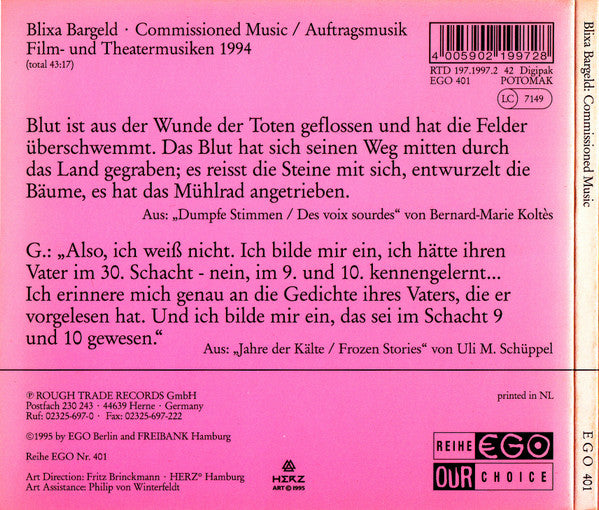 Blixa Bargeld · Commissioned Music / Auftragsmusik
Film- und Theatermusiken 1994
(total 43:17)
4 005902 199728
RTD 197.1997.2 42 Digipak
EGO 401 POTOMAK
LC 7149
Blut ist aus der Wunde der Toten geflossen und hat die Felder
überschwemmt. Das Blut hat sich seinen Weg mitten durch
das Land gegraben; es reisst die Steine mit sich, entwurzelt die
Bäume, es hat das Mühlrad angetrieben.
Aus: „Dumpfe Stimmen / Des voix sourdes“ von Bernard-Marie Koltès
G.: „Also, ich weiß nicht. Ich bilde mir ein, ich hätte ihren
Vater im 30. Schacht - nein, im 9. und 10. kennengelernt...
Ich erinnere mich genau an die Gedichte ihres Vaters, die er
vorgelesen hat. Und ich bilde mir ein, das sei im Schacht 9
und 10 gewesen.“
Aus: „Jahre der Kälte / Frozen Stories“ von Uli M. Schüppel
℗ ROUGH TRADE RECORDS GmbH
Postfach 230 243 · 44639 Herne · Germany
Ruf: 02325-697-0 · Fax: 02325-697-222
printed in NL
©1995 by EGO Berlin and FREIBANK Hamburg
Reihe EGO Nr. 401
Art Direction: Fritz Brinckmann · HERZ° Hamburg
Art Assistance: Philip von Winterfeldt
HERZ
ART © 1995
REIHE EGO
OUR CHOICE
Blixa Bargeld: Commissioned Music
EGO 401